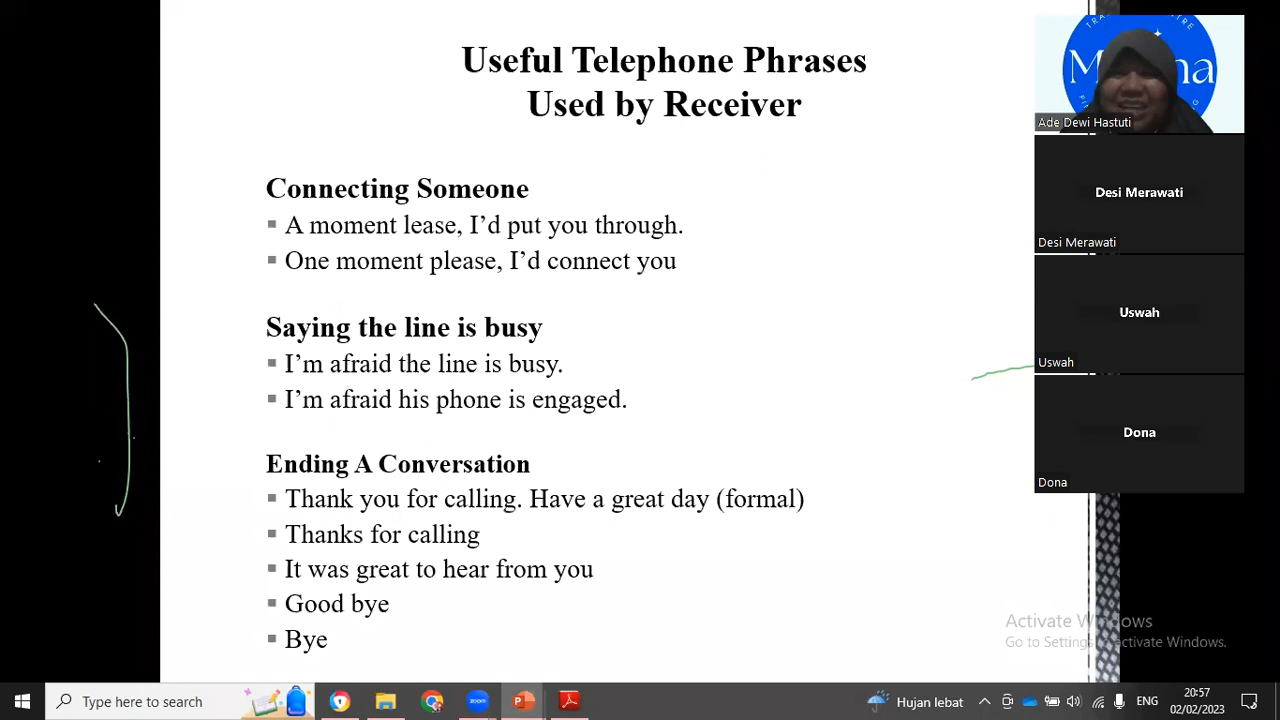 Useful Telephone Phrases
Used by Receiver
Connecting Someone
A moment lease, I’d put you through.
One moment please, I’d connect you
Saying the line is busy
I’m afraid the line is busy.
I’m afraid his phone is engaged.
Ending A Conversation
Thank you for calling. Have a great day (formal)
Thanks for calling
It was great to hear from you
Good bye
Bye
Ade Dewi Hastuti
Desi Merawati
Desi Merawati
Uswah
Uswah
Dona
Dona
Activate Windows
Go to Settings to activate Windows.
Type here to search
zoom
Hujan lebat
ENG
20:57
02/02/2023